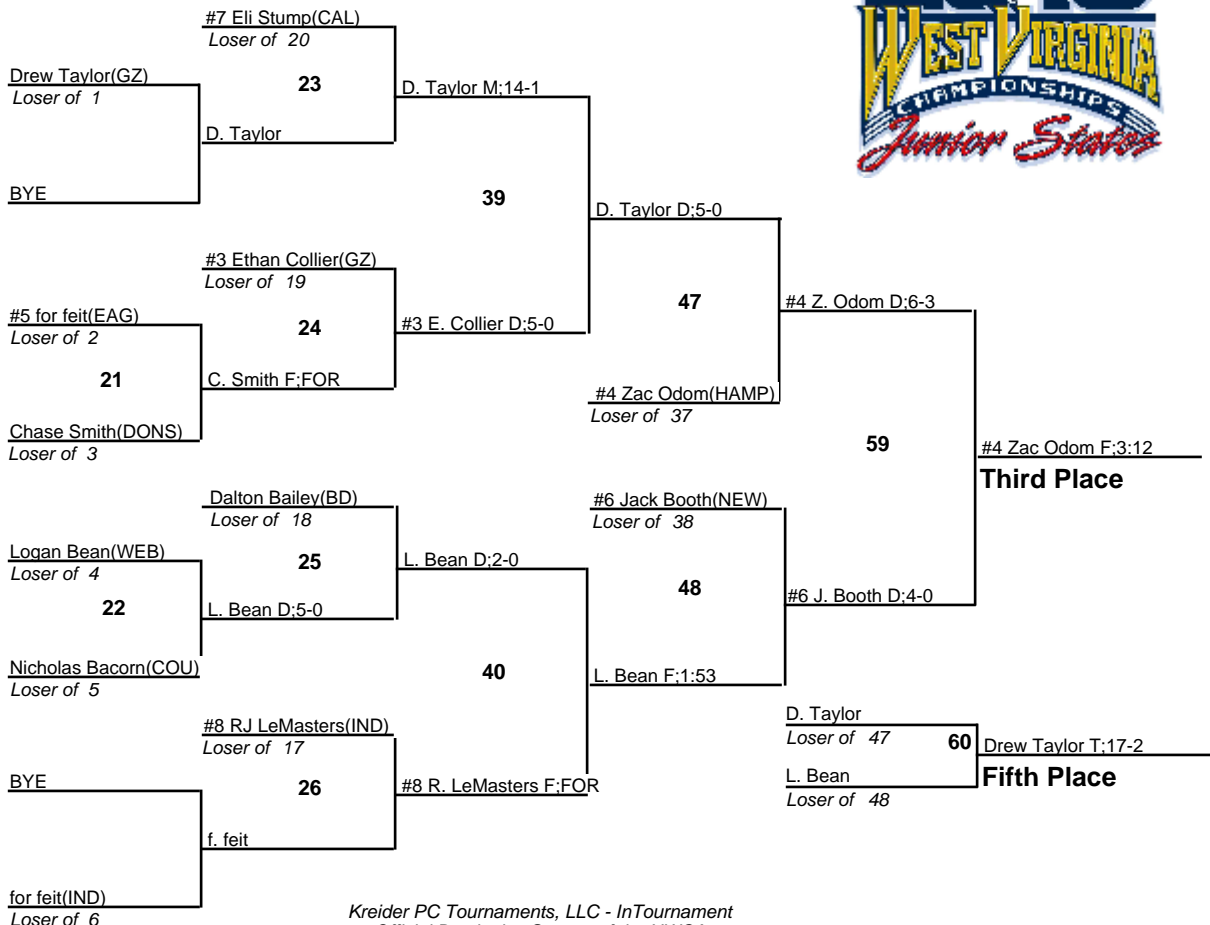 #7 Eli Stump(CAL)
Loser of 20
Drew Taylor(GZ)
Loser of 1
23
D. Taylor M;14-1
D. Taylor
BYE
39
D. Taylor D;5-0
#3 Ethan Collier(GZ)
Loser of 19
#5 for feit(EAG)
Loser of 2
24
#3 E. Collier D;5-0
47
#4 Z. Odom D;6-3
21
C. Smith F;FOR
#4 Zac Odom(HAMP)
Loser of 37
Chase Smith(DONS)
Loser of 3
59
#4 Zac Odom F;3:12
Third Place
Dalton Bailey(BD)
Loser of 18
#6 Jack Booth(NEW)
Loser of 38
Logan Bean(WEB)
Loser of 4
25
L. Bean D;2-0
48
#6 J. Booth D;4-0
22
L. Bean D;5-0
Nicholas Bacorn(COU)
Loser of 5
40
L. Bean F;1:53
#8 RJ LeMasters(IND)
Loser of 17
D. Taylor
Loser of 47
60
Drew Taylor T;17-2
Fifth Place
L. Bean
Loser of 48
BYE
26
#8 R. LeMasters F;FOR
f. feit
for feit(IND)
Loser of 6
Kreider PC Tournaments, LLC - InTournament
WEST VIRGINIA
CHAMPIONSHIPS
Junior States